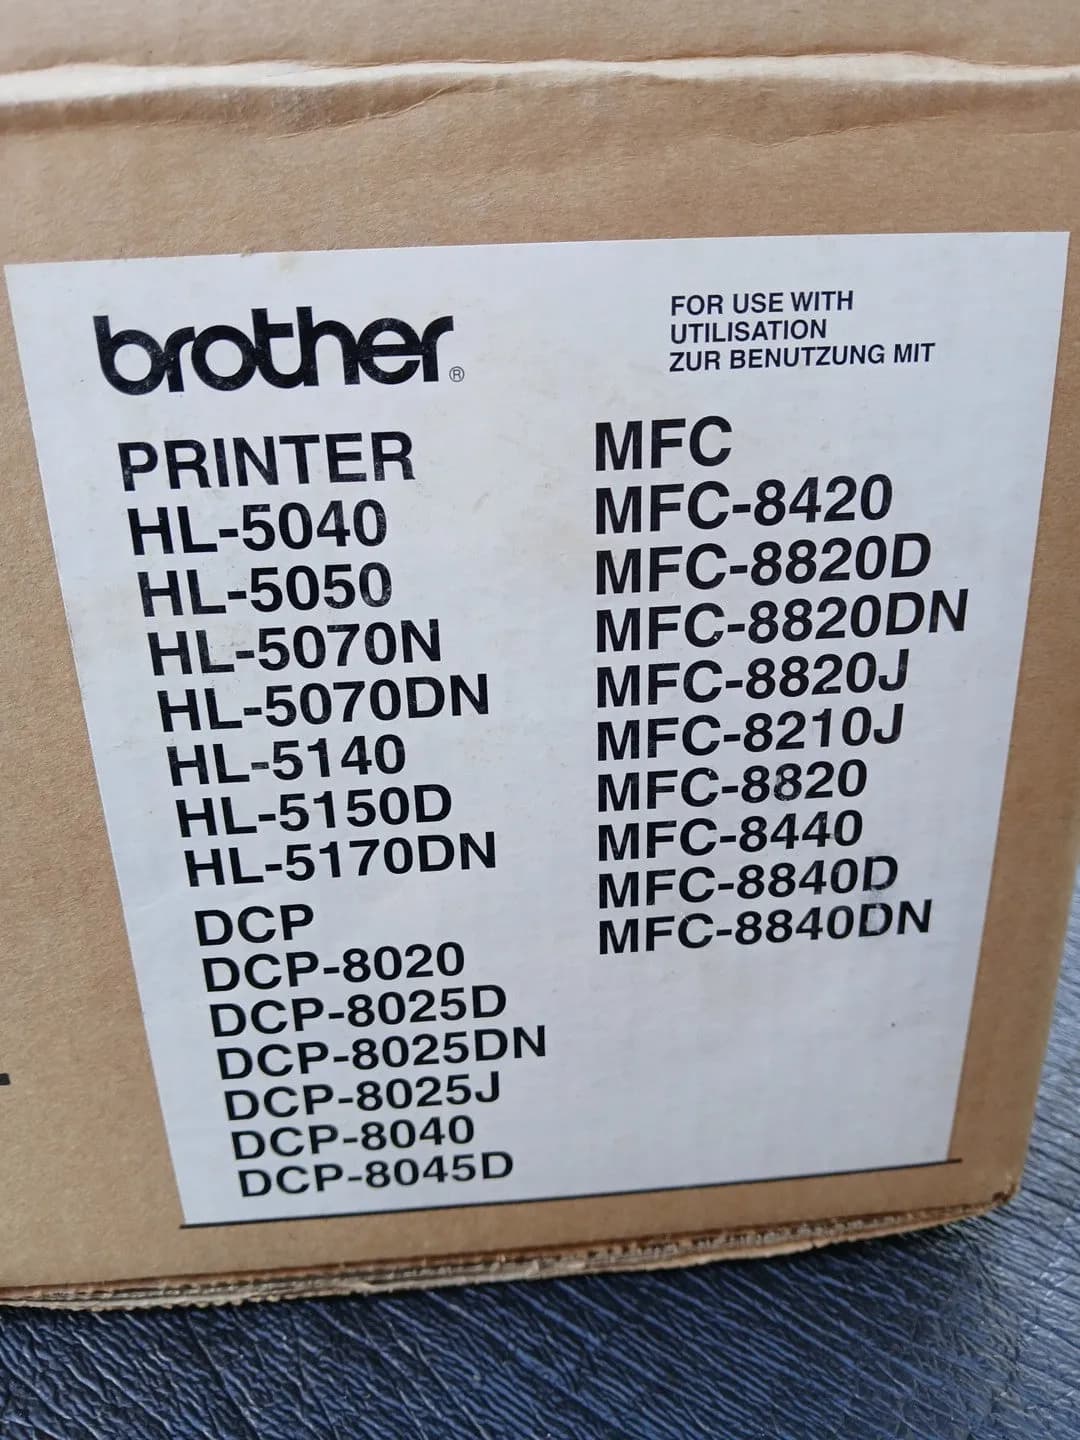 brother®
FOR USE WITH
UTILISATION
ZUR BENUTZUNG MIT
PRINTER
HL-5040
HL-5050
HL-5070N
HL-5070DN
HL-5140
HL-5150D
HL-5170DN
DCP
DCP-8020
DCP-8025D
DCP-8025DN
DCP-8025J
DCP-8040
DCP-8045D
MFC
MFC-8420
MFC-8820D
MFC-8820DN
MFC-8820J
MFC-8210J
MFC-8820
MFC-8440
MFC-8840D
MFC-8840DN